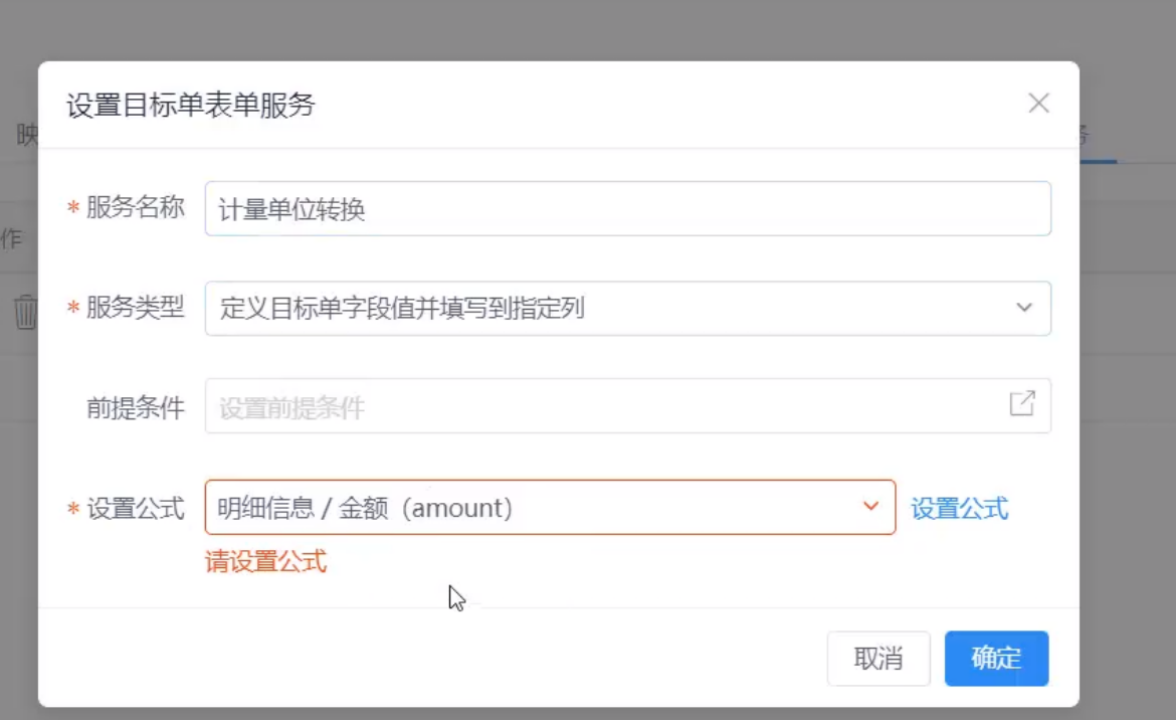 设置目标单表单服务
映
务
* 服务名称 计量单位转换
作
* 服务类型 定义目标单字段值并填写到指定列
前提条件 设置前提条件
* 设置公式 明细信息 / 金额（amount） 设置公式
请设置公式
取消 确定